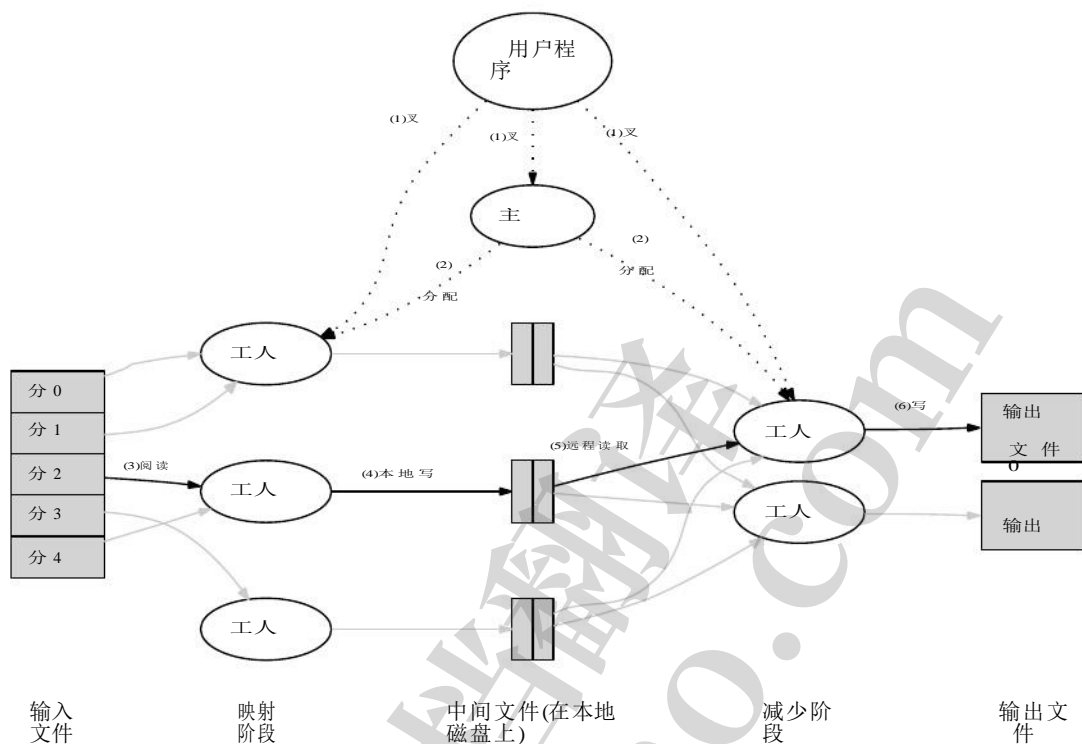 用户程
序
(1)叉
(1)叉
(1)叉
主
(2)
分配
(2)
分配
工人
分 0
分 1
分 2
分 3
分 4
(3)阅读
工人
(4)本地写
(5)远程读取
工人
(6)写
输出
文 件
0
工人
输出
工人
输入
文件
映射
阶段
中间文件(在本地
磁盘上)
减少阶
段
输出文
件
翻译
o.com